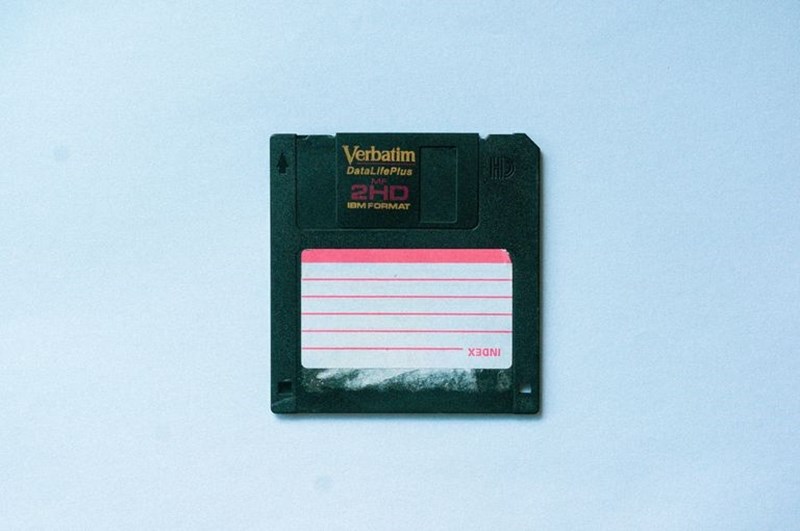 Verbatim
DataLifePlus
MF
2HD
IBM FORMAT
HD
INDEX